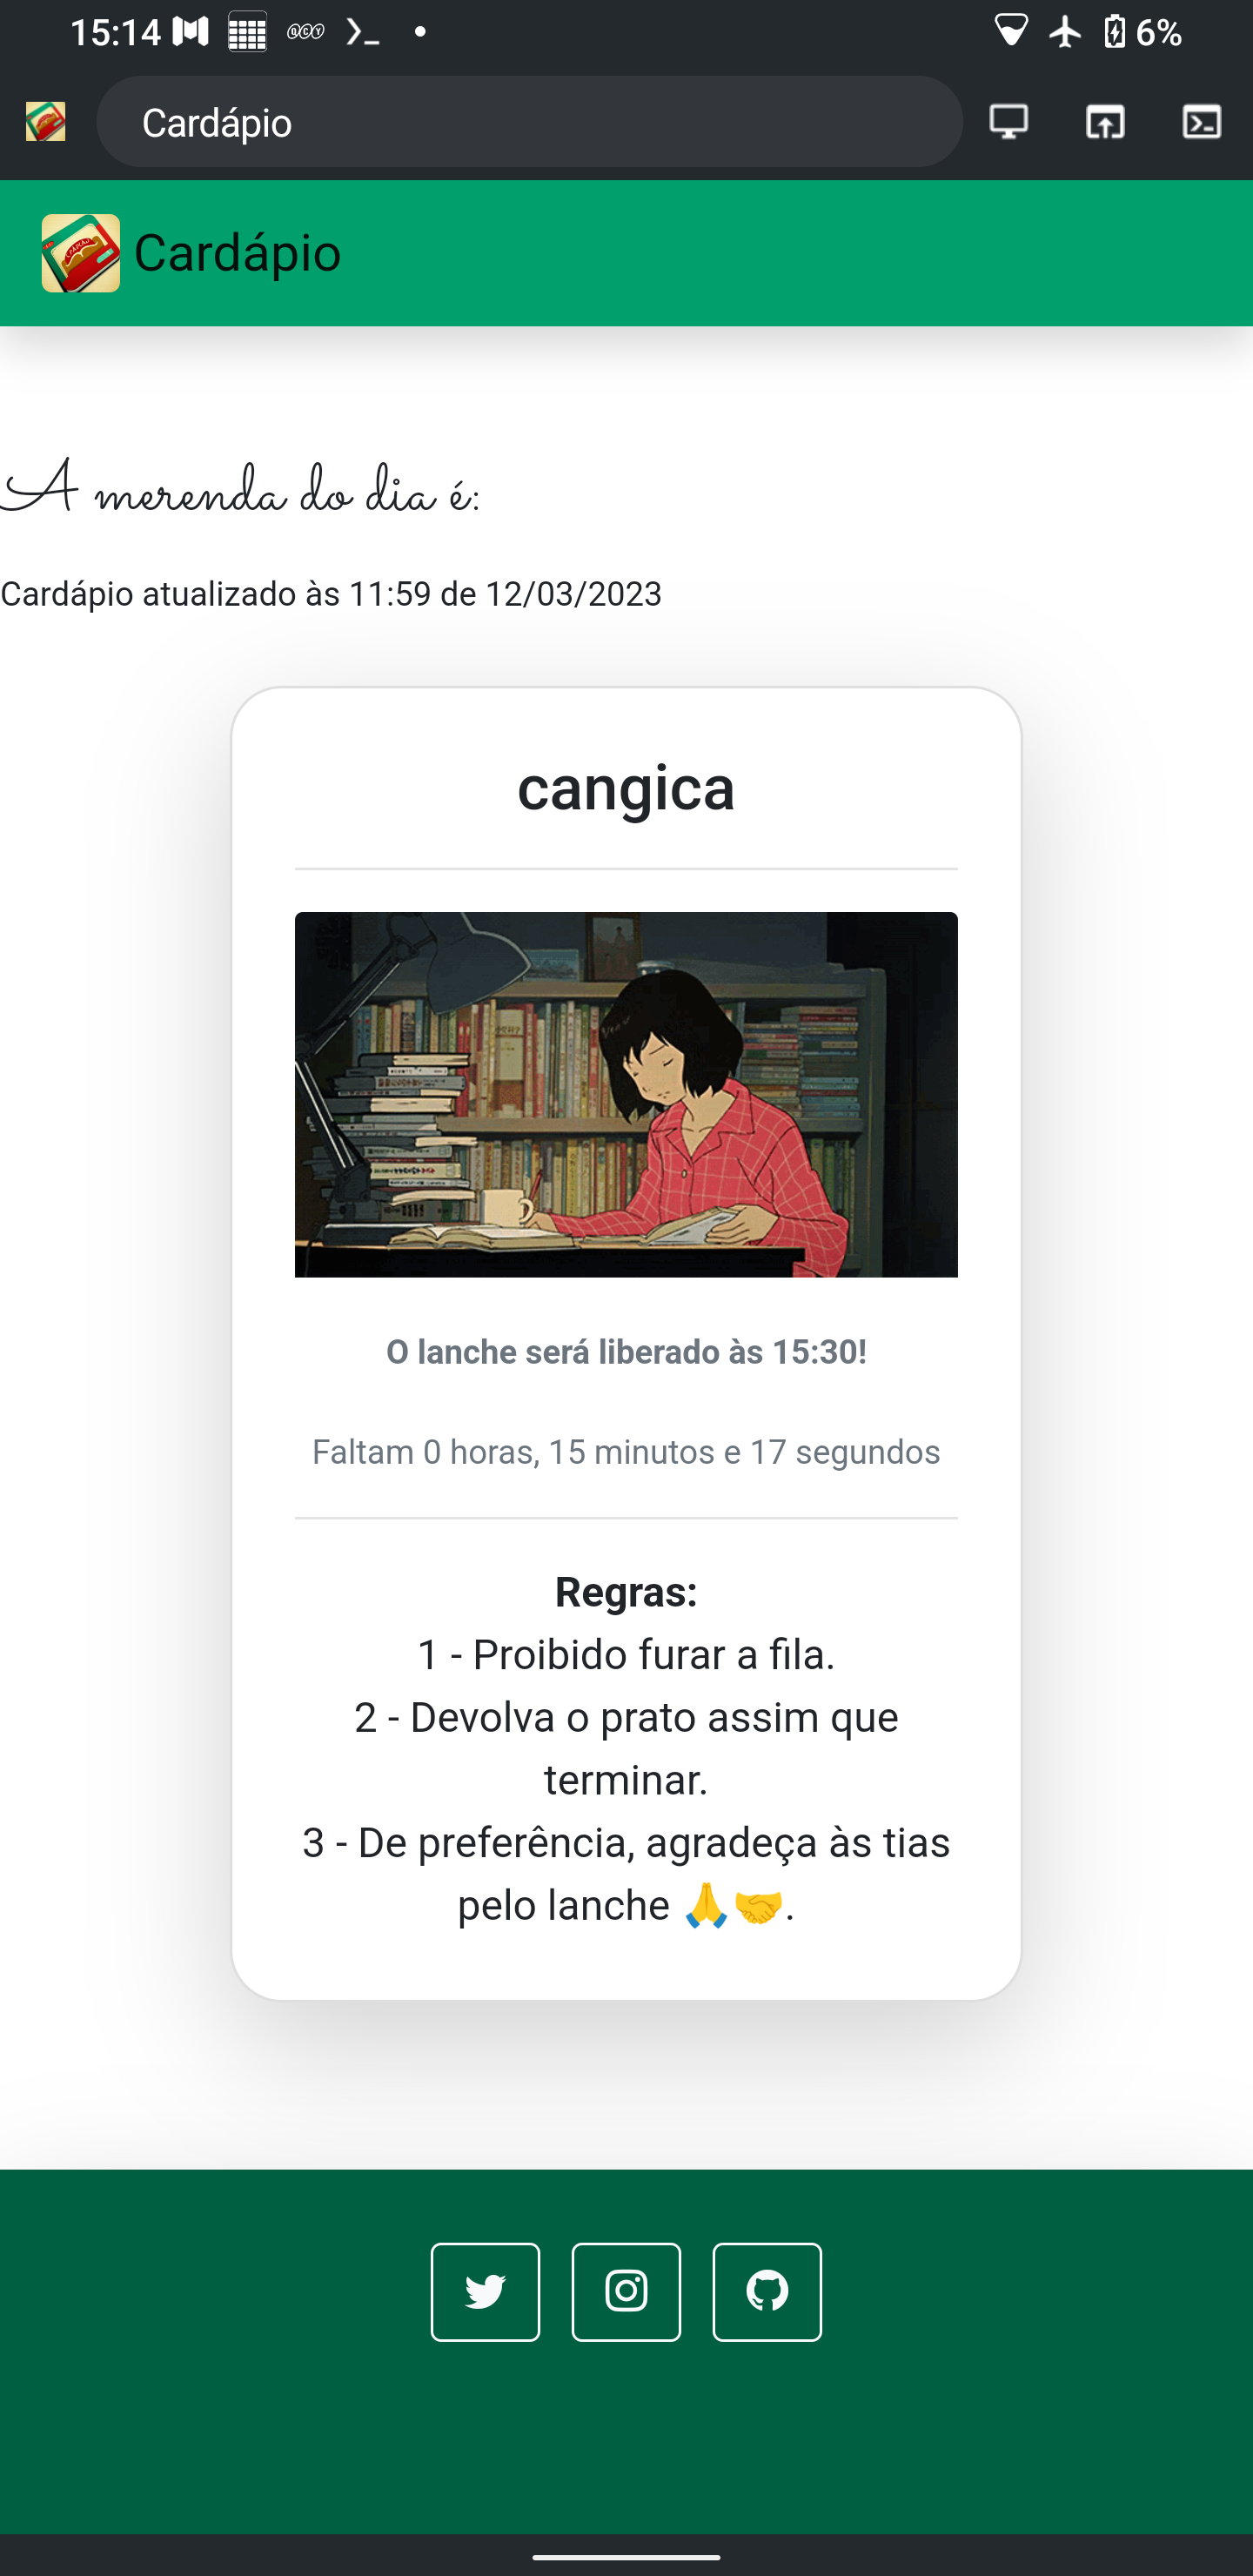 15:14
QCY
6%
Cardápio
Cardápio
A merenda do dia é:
Cardápio atualizado às 11:59 de 12/03/2023
cangica
O lanche será liberado às 15:30!
Faltam 0 horas, 15 minutos e 17 segundos
Regras:
1 - Proibido furar a fila.
2 - Devolva o prato assim que
terminar.
3 - De preferência, agradeça às tias
pelo lanche 🙏🤝.